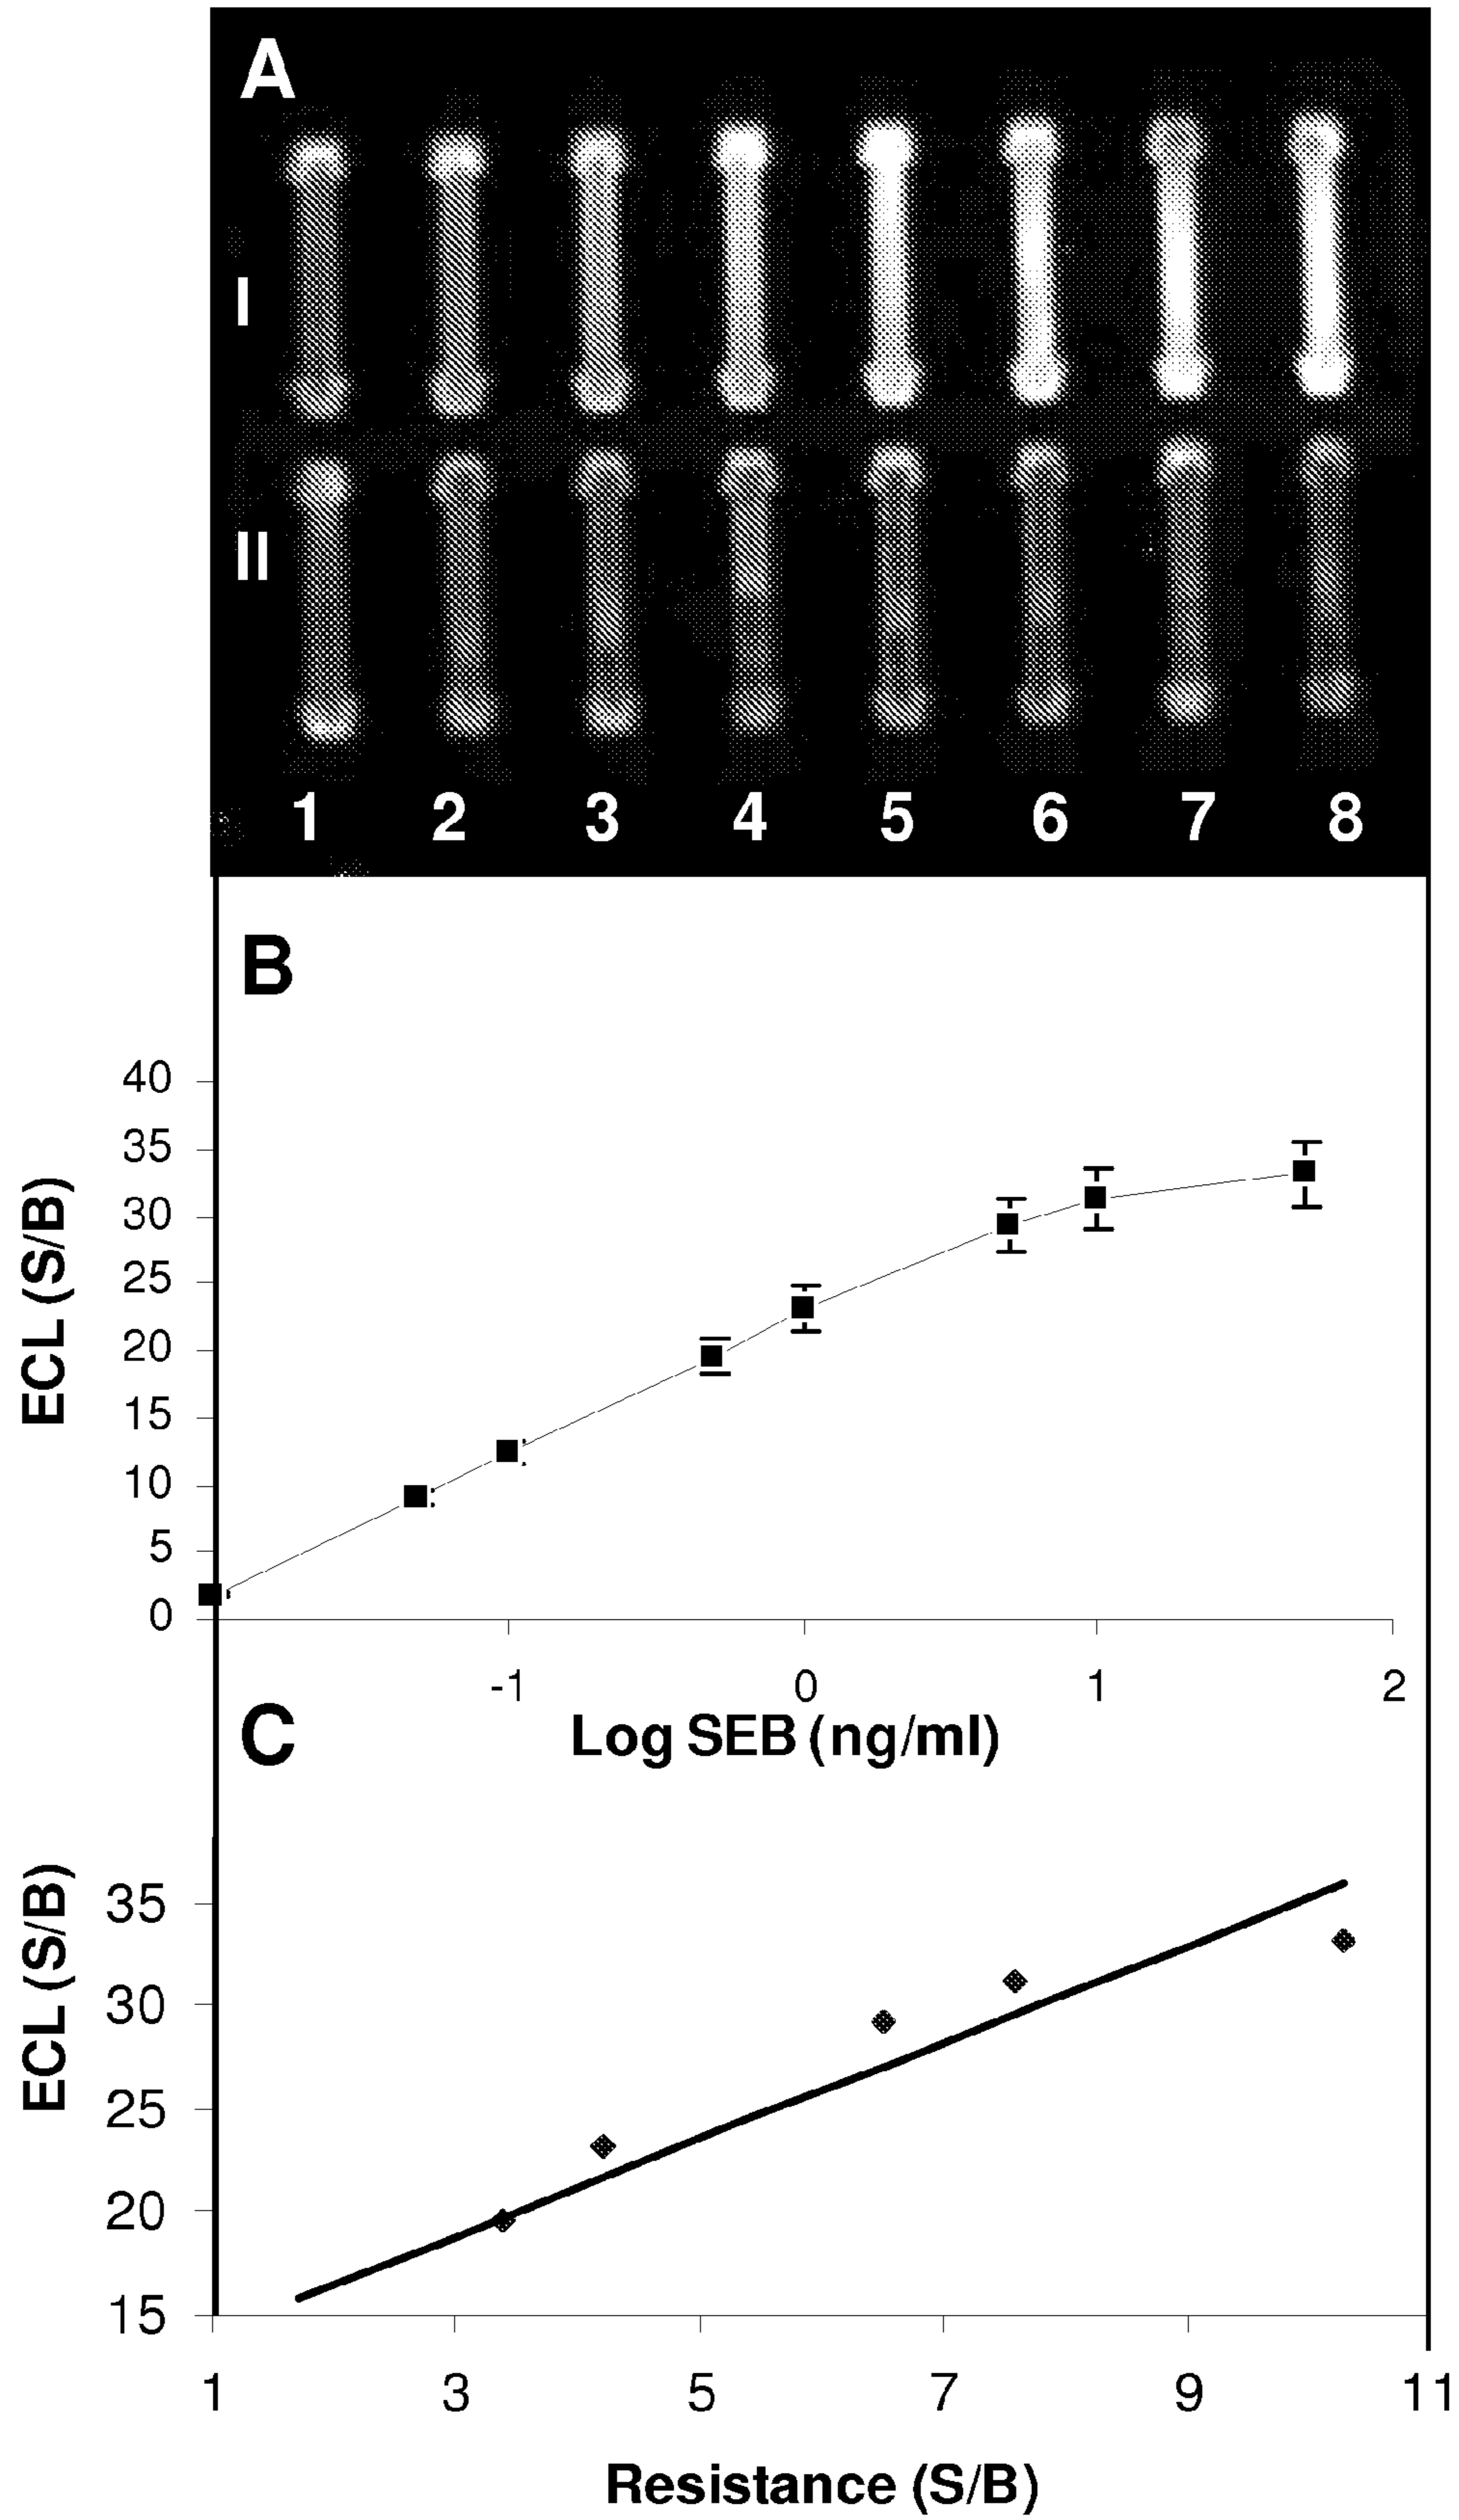 A
I
II
1 2 3 4 5 6 7 8
B
40
35
30
25
20
15
10
5
0
ECL (S/B)
-1 0 1 2
Log SEB (ng/ml)
C
35
30
25
20
15
ECL (S/B)
1 3 5 7 9 11
Resistance (S/B)